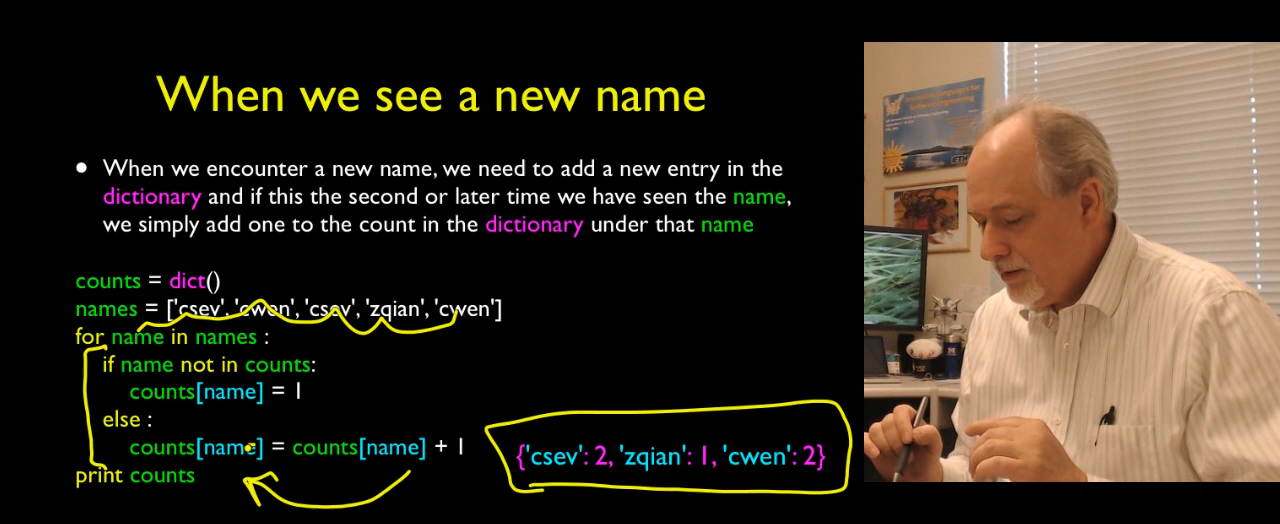 When we see a new name
• When we encounter a new name, we need to add a new entry in the
dictionary and if this the second or later time we have seen the name,
we simply add one to the count in the dictionary under that name
counts = dict()
names = ['csev', 'cwen', 'csev', 'zqian', 'cwen']
for name in names :
if name not in counts:
counts[name] = 1
else :
counts[name] = counts[name] + 1
print counts
{'csev': 2, 'zqian': 1, 'cwen': 2}